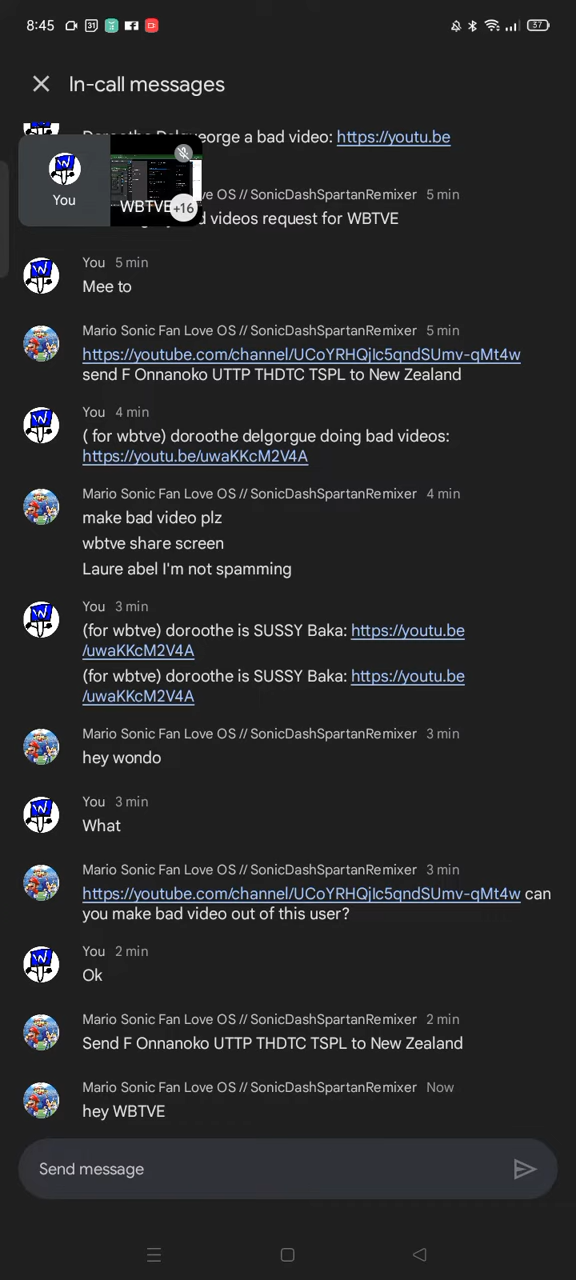 8:45
31
37
In-call messages
eorge a bad video: https://youtu.be
You
WBTVE
+16
ve OS // SonicDashSpartanRemixer 5 min
d videos request for WBTVE
You 5 min
Mee to
Mario Sonic Fan Love OS // SonicDashSpartanRemixer 5 min
https://youtube.com/channel/UCoYRHQjIc5qndSUmv-qMt4w
send F Onnanoko UTTP THDTC TSPL to New Zealand
You 4 min
( for wbtve) doroothe delgorgue doing bad videos:
https://youtu.be/uwaKKcM2V4A
Mario Sonic Fan Love OS // SonicDashSpartanRemixer 4 min
make bad video plz
wbtve share screen
Laure abel I'm not spamming
You 3 min
(for wbtve) doroothe is SUSSY Baka: https://youtu.be
/uwaKKcM2V4A
(for wbtve) doroothe is SUSSY Baka: https://youtu.be
/uwaKKcM2V4A
Mario Sonic Fan Love OS // SonicDashSpartanRemixer 3 min
hey wondo
You 3 min
What
Mario Sonic Fan Love OS // SonicDashSpartanRemixer 3 min
https://youtube.com/channel/UCoYRHQjIc5qndSUmv-qMt4w can
you make bad video out of this user?
You 2 min
Ok
Mario Sonic Fan Love OS // SonicDashSpartanRemixer 2 min
Send F Onnanoko UTTP THDTC TSPL to New Zealand
Mario Sonic Fan Love OS // SonicDashSpartanRemixer Now
hey WBTVE
Send message